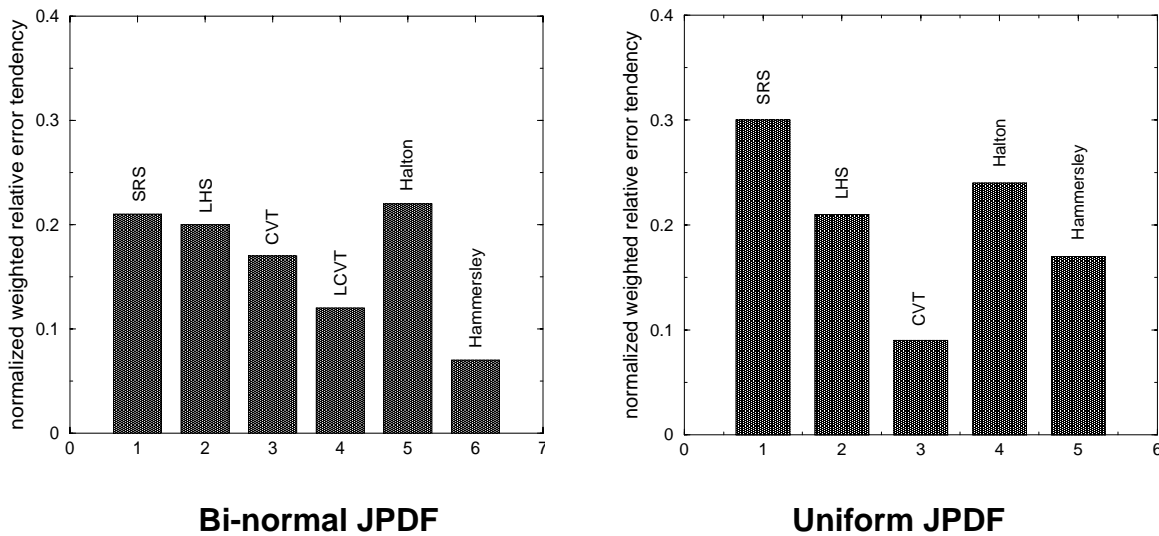 normalized weighted relative error tendency
0.4
0.3
0.2
0.1
0
SRS
LHS
CVT
LCVT
Halton
Hammersley
0 1 2 3 4 5 6 7
Bi-normal JPDF
normalized weighted relative error tendency
0.4
0.3
0.2
0.1
0
SRS
LHS
CVT
Halton
Hammersley
0 1 2 3 4 5 6
Uniform JPDF